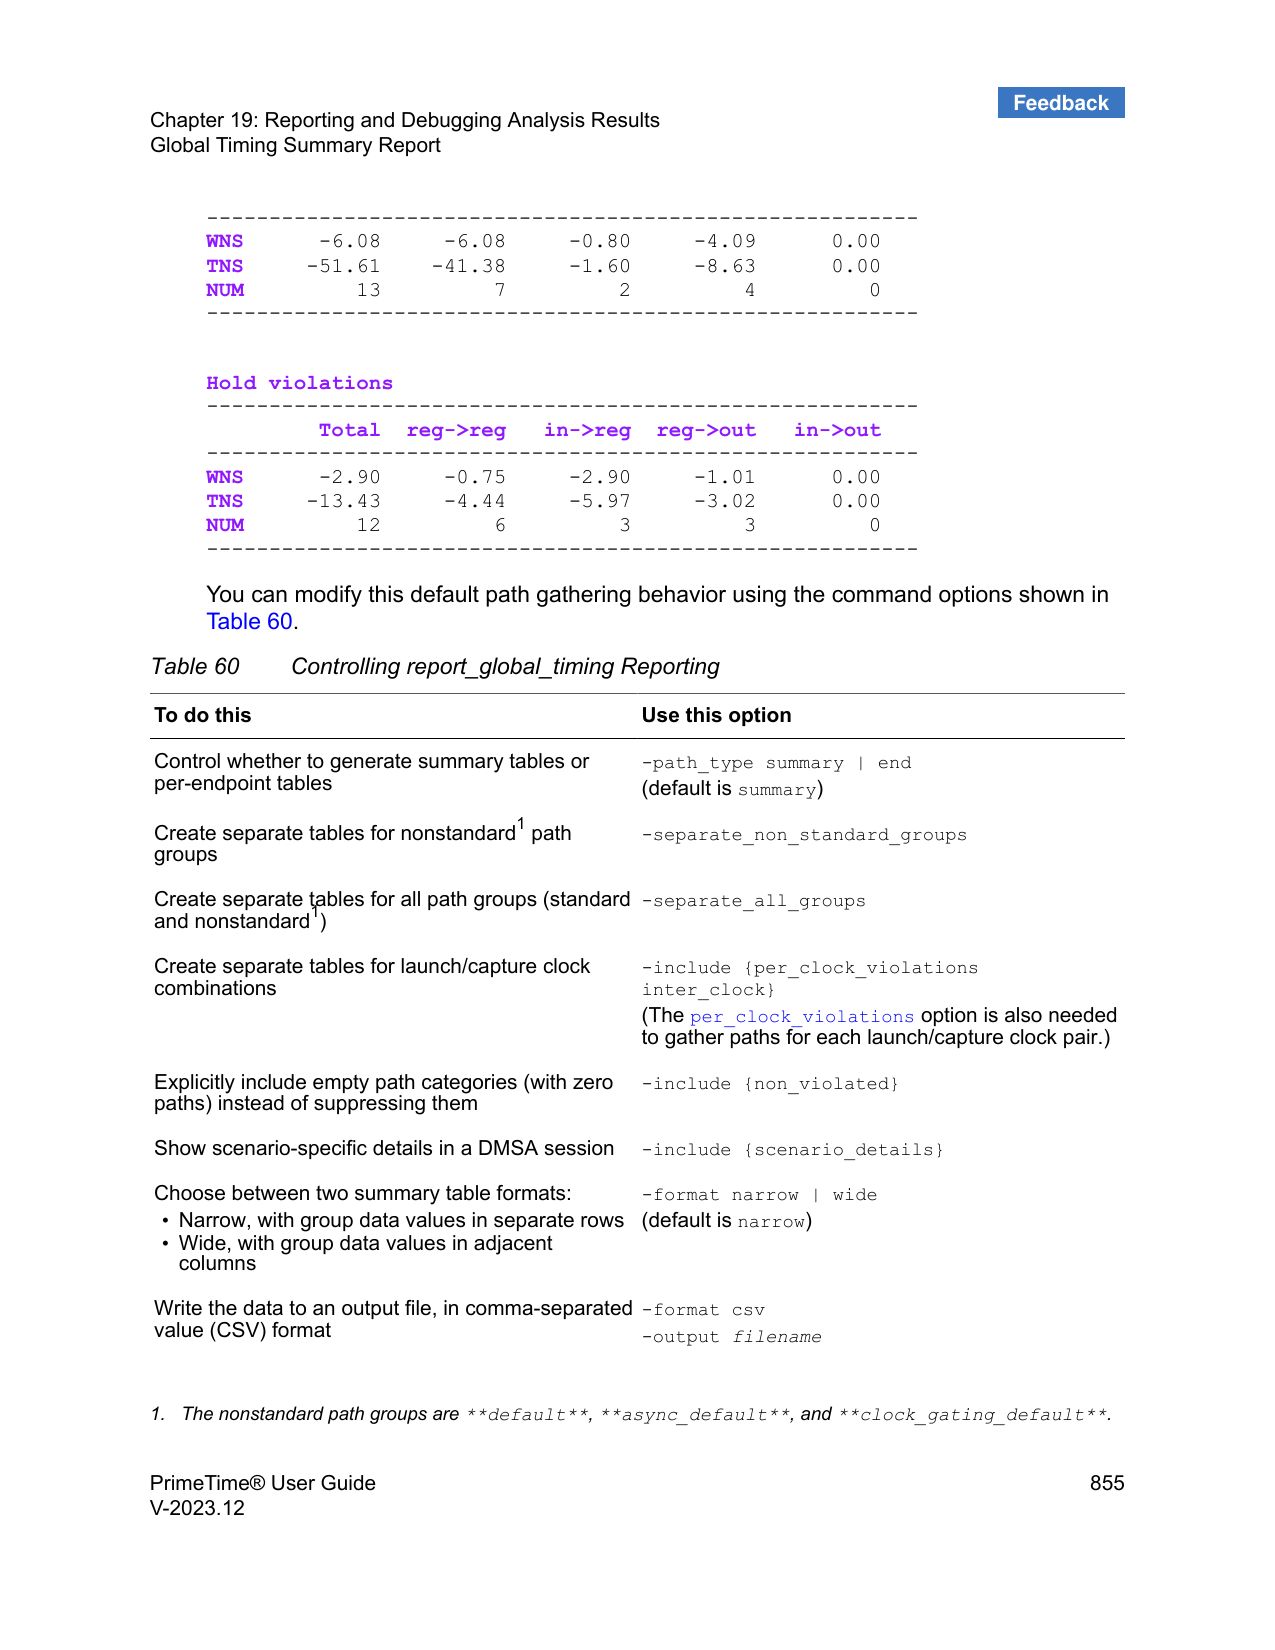 Feedback
Chapter 19: Reporting and Debugging Analysis Results
Global Timing Summary Report
---------------------------------------------------------
WNS      -6.08     -6.08     -0.80     -4.09      0.00
TNS     -51.61    -41.38     -1.60     -8.63      0.00
NUM         13         7         2         4         0
---------------------------------------------------------
Hold violations
---------------------------------------------------------
         Total  reg->reg   in->reg  reg->out   in->out
---------------------------------------------------------
WNS      -2.90     -0.75     -2.90     -1.01      0.00
TNS     -13.43     -4.44     -5.97     -3.02      0.00
NUM         12         6         3         3         0
---------------------------------------------------------
You can modify this default path gathering behavior using the command options shown in
Table 60.
Table 60 Controlling report_global_timing Reporting
To do this Use this option
Control whether to generate summary tables or
per-endpoint tables
-path_type summary | end
(default is summary)
Create separate tables for nonstandard1 path
groups
-separate_non_standard_groups
Create separate tables for all path groups (standard
and nonstandard1)
-separate_all_groups
Create separate tables for launch/capture clock
combinations
-include {per_clock_violations
inter_clock}
(The per_clock_violations option is also needed
to gather paths for each launch/capture clock pair.)
Explicitly include empty path categories (with zero
paths) instead of suppressing them
-include {non_violated}
Show scenario-specific details in a DMSA session
-include {scenario_details}
Choose between two summary table formats:
• Narrow, with group data values in separate rows
• Wide, with group data values in adjacent
columns
-format narrow | wide
(default is narrow)
Write the data to an output file, in comma-separated
value (CSV) format
-format csv
-output filename
1. The nonstandard path groups are **default**, **async_default**, and **clock_gating_default**.
PrimeTime® User Guide 855
V-2023.12